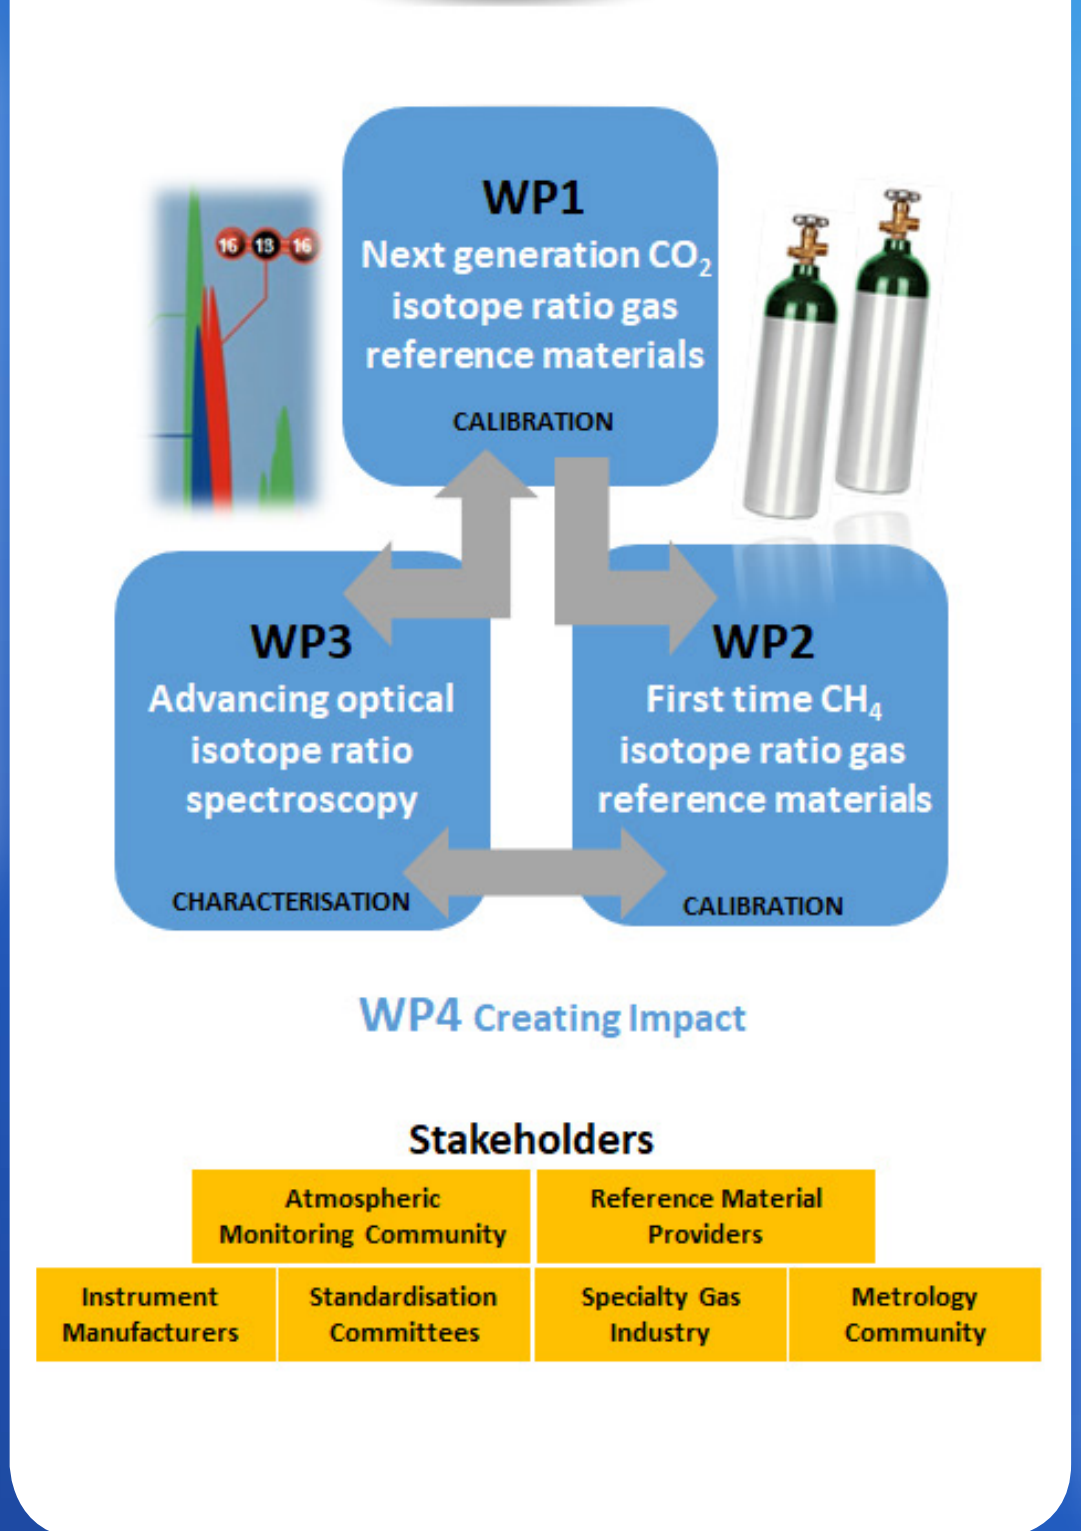 WP1
Next generation CO₂
isotope ratio gas
reference materials
CALIBRATION
16 13 16
WP3
Advancing optical
isotope ratio
spectroscopy
CHARACTERISATION
WP2
First time CH₄
isotope ratio gas
reference materials
CALIBRATION
WP4 Creating Impact
Stakeholders
Atmospheric
Monitoring Community
Reference Material
Providers
Instrument
Manufacturers
Standardisation
Committees
Specialty Gas
Industry
Metrology
Community